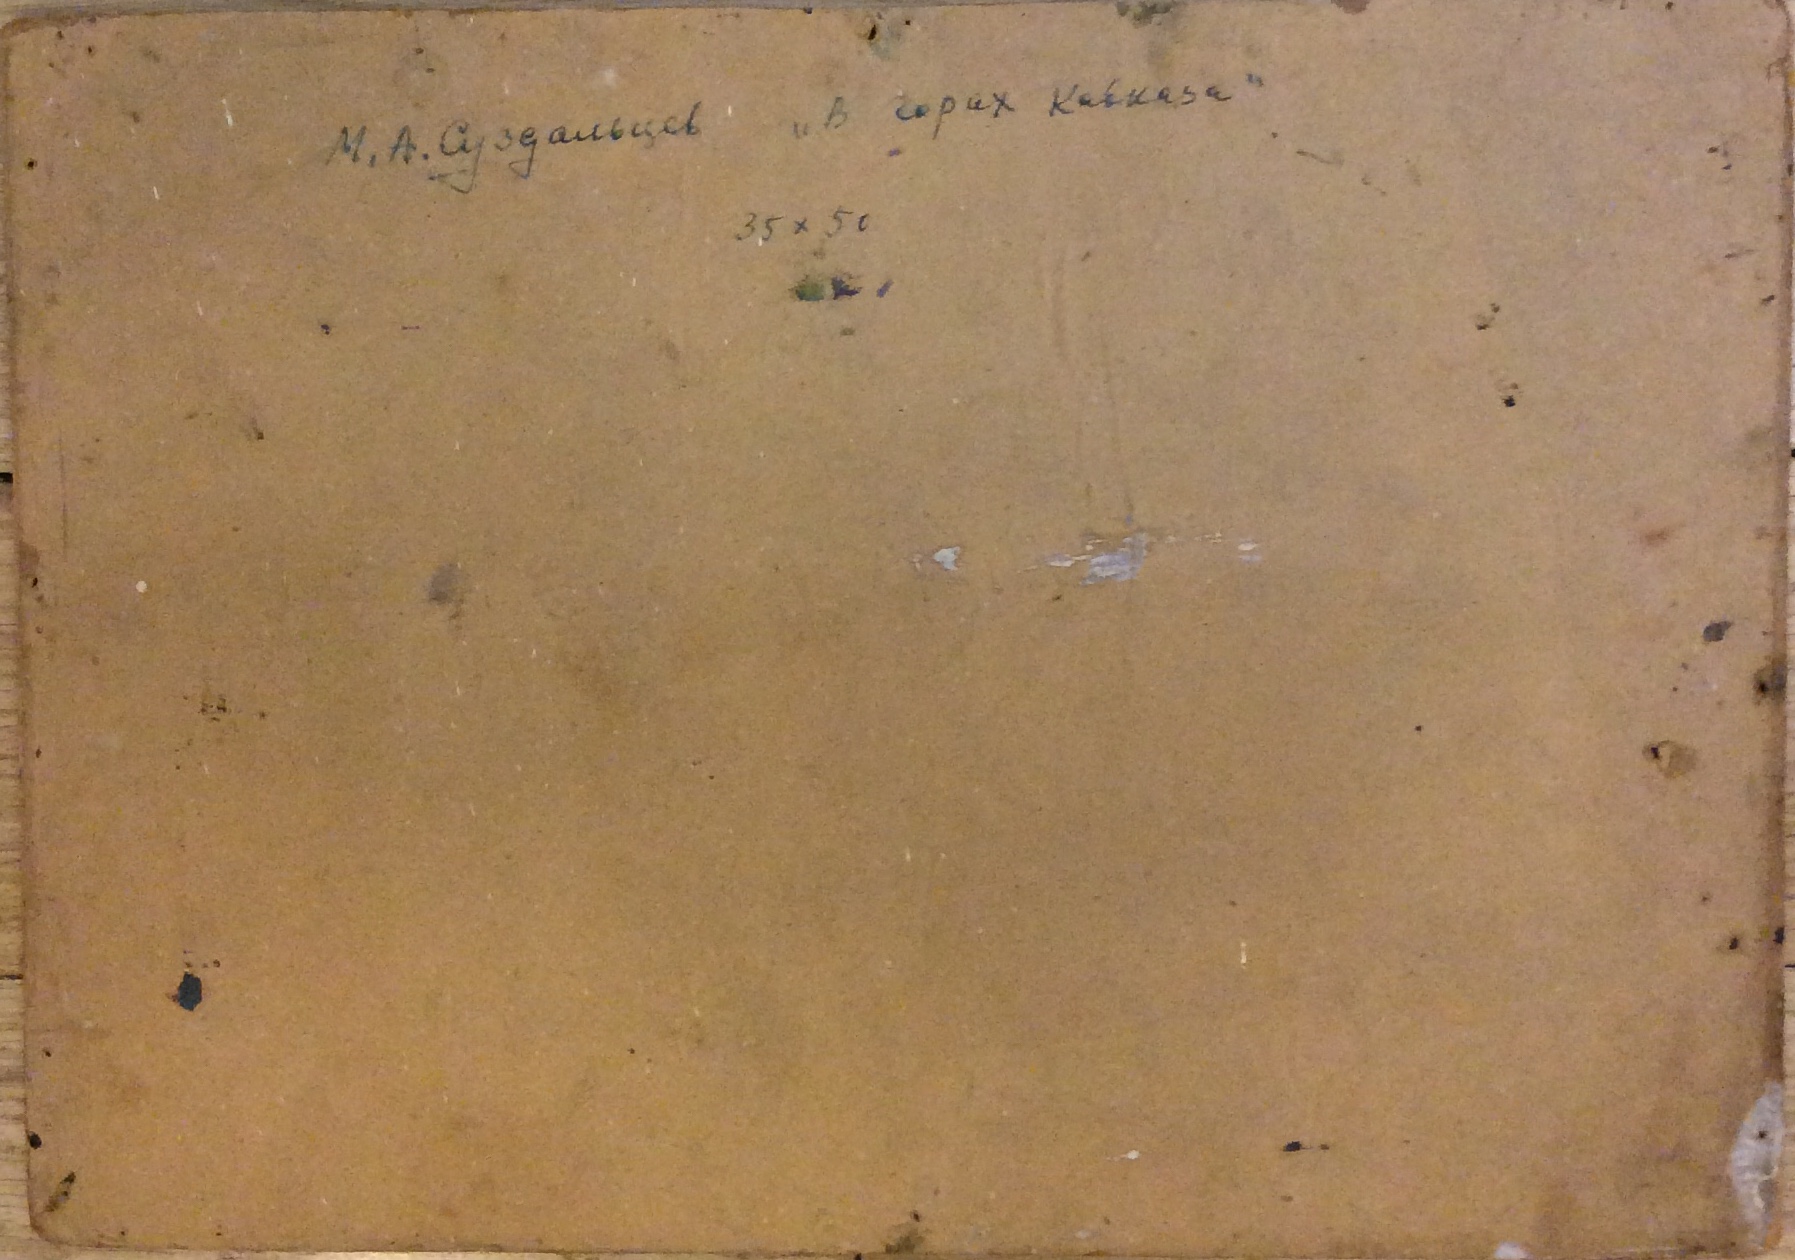 М. А. Суздальцев „В горах Кавказа"
35 x 50